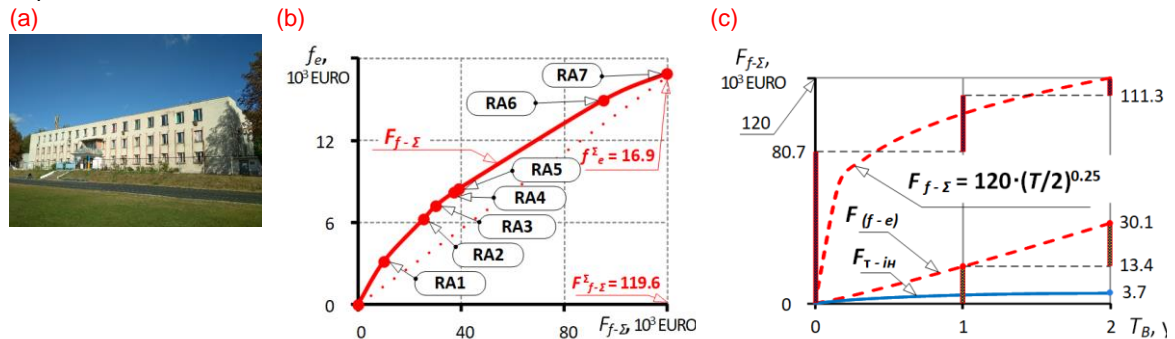 (a)
(b)
(c)
fe,
10³ EURO
12
6
0
0
40
80
Ff-Σ, 10³ EURO
RA7
RA6
RA5
RA4
RA3
RA2
RA1
Ff-Σ
fΣe = 16.9
FΣf-Σ = 119.6
Ff-Σ,
10³ EURO
120
80.7
0
Ff-Σ = 120·(T/2)0.25
F(f-e)
Fт-ін
111.3
30.1
13.4
3.7
0
1
2
TB, y